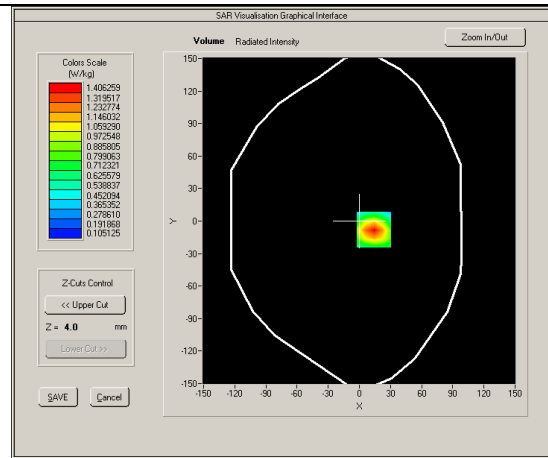 SAR Visualisation Graphical Interface
Volume Radiated Intensity
Zoom In/Out
Colors Scale
(W/kg)
1.406259
1.319517
1.232774
1.146032
1.059290
0.972548
0.885805
0.799063
0.712321
0.625579
0.538837
0.452094
0.365352
0.278610
0.191868
0.105125
Z-Cuts Control
<< Upper Cut
Z = 4.0 mm
Lower Cut >>
SAVE Cancel
150
120
90
60
30
0
-30
-60
-90
-120
-150
Y
-150 -120 -90 -60 -30 0 30 60 90 120 150
X